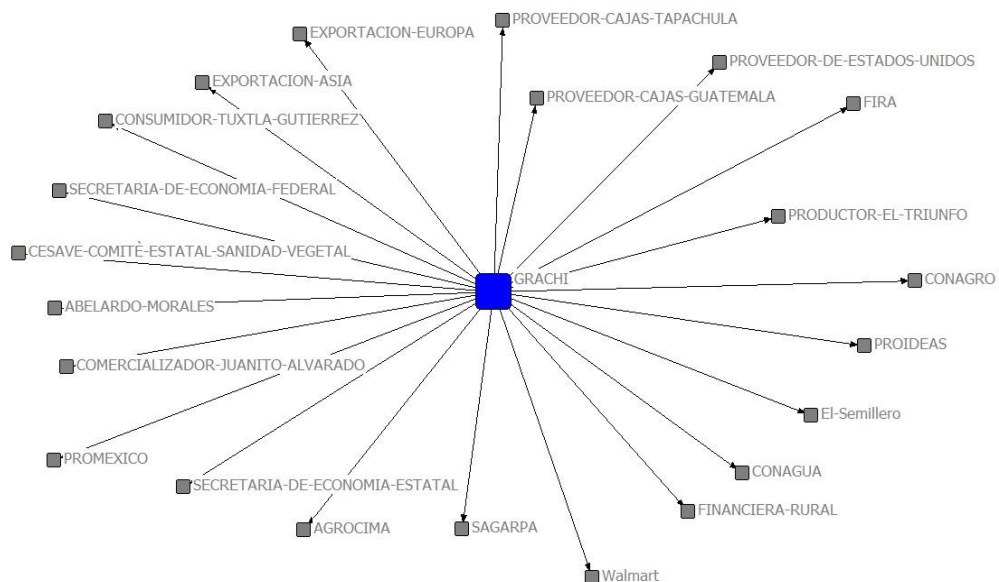 PROVEEDOR-CAJAS-TAPACHULA
EXPORTACION-EUROPA
PROVEEDOR-DE-ESTADOS-UNIDOS
EXPORTACION-ASIA
PROVEEDOR-CAJAS-GUATEMALA
FIRA
CONSUMIDOR-TUXTLA-GUTIERREZ
SECRETARIA-DE-ECONOMIA-FEDERAL
PRODUCTOR-EL-TRIUNFO
CESAVE-COMITÈ-ESTATAL-SANIDAD-VEGETAL
GRACHI
CONAGRO
ABELARDO-MORALES
PROIDEAS
COMERCIALIZADOR-JUANITO-ALVARADO
El-Semillero
PROMEXICO
CONAGUA
SECRETARIA-DE-ECONOMIA-ESTATAL
FINANCIERA-RURAL
AGROCIMA
SAGARPA
Walmart